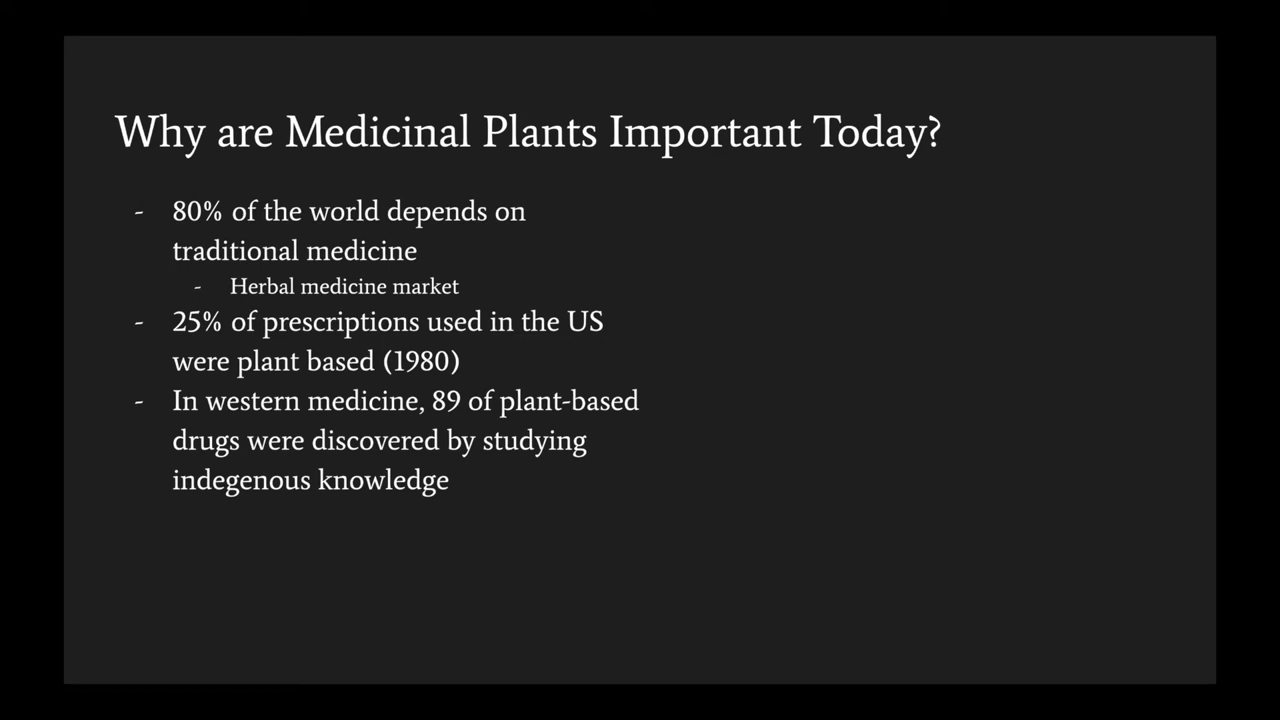 Why are Medicinal Plants Important Today?
- 80% of the world depends on
traditional medicine
- Herbal medicine market
- 25% of prescriptions used in the US
were plant based (1980)
- In western medicine, 89 of plant-based
drugs were discovered by studying
indegenous knowledge